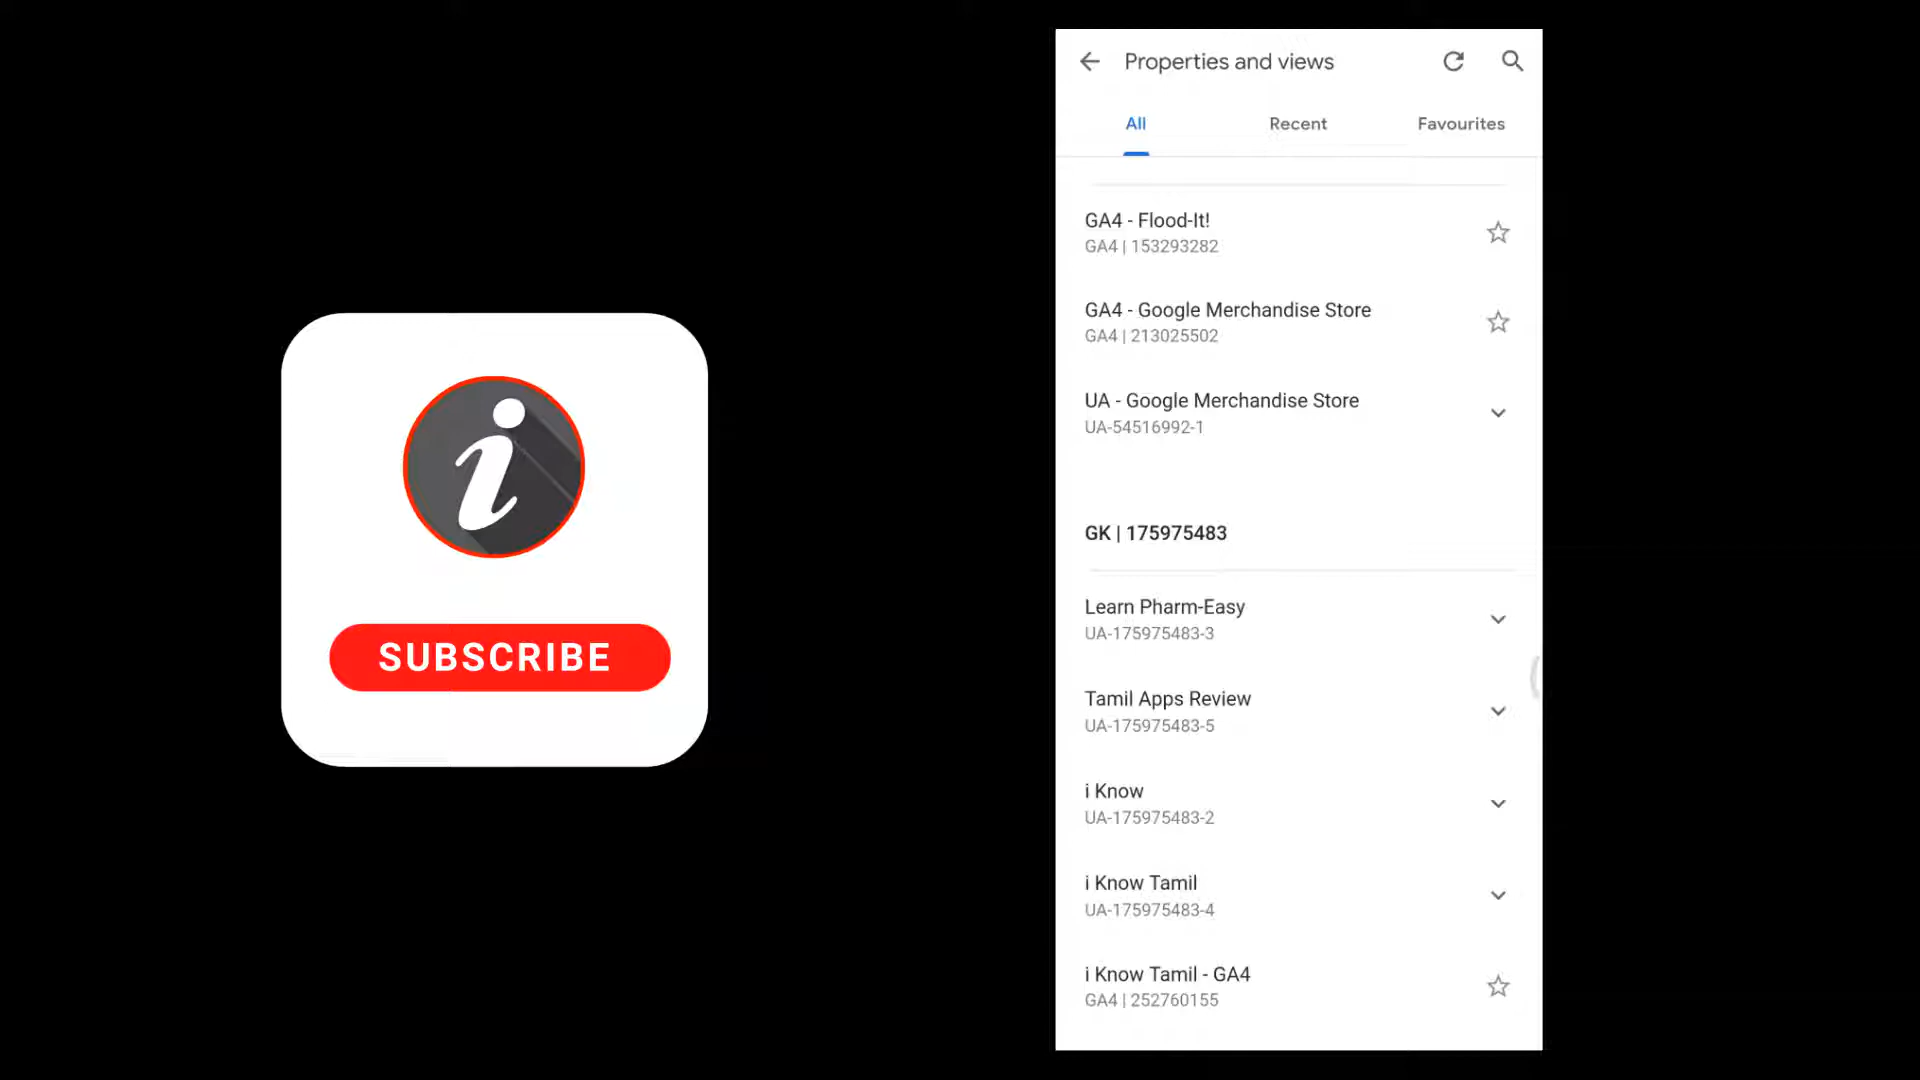 i
SUBSCRIBE
Properties and views
All Recent Favourites
GA4 - Flood-It!
GA4 | 153293282
GA4 - Google Merchandise Store
GA4 | 213025502
UA - Google Merchandise Store
UA-54516992-1
GK | 175975483
Learn Pharm-Easy
UA-175975483-3
Tamil Apps Review
UA-175975483-5
i Know
UA-175975483-2
i Know Tamil
UA-175975483-4
i Know Tamil - GA4
GA4 | 252760155